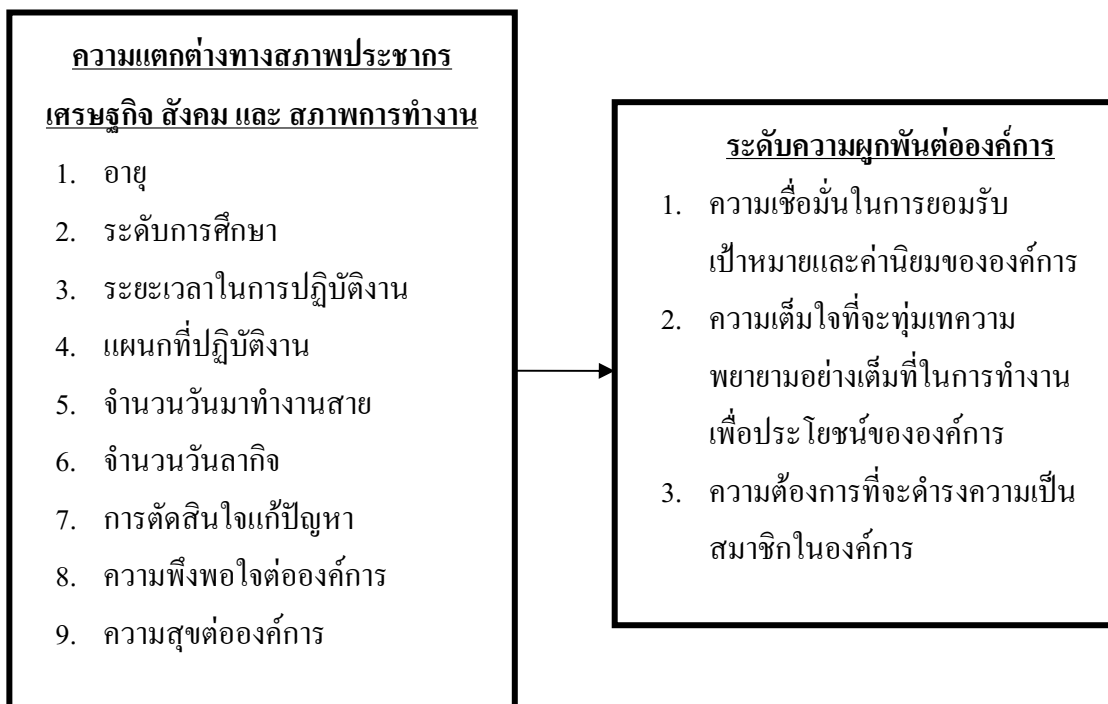 ความแตกต่างทางสภาพประชากร
เศรษฐกิจ สังคม และ สภาพการทำงาน
1. อายุ
2. ระดับการศึกษา
3. ระยะเวลาในการปฏิบัติงาน
4. แผนกที่ปฏิบัติงาน
5. จำนวนวันมาทำงานสาย
6. จำนวนวันลากิจ
7. การตัดสินใจแก้ปัญหา
8. ความพึงพอใจต่อองค์การ
9. ความสุขต่อองค์การ
ระดับความผูกพันต่อองค์การ
1. ความเชื่อมั่นในการยอมรับ
เป้าหมายและค่านิยมขององค์การ
2. ความเต็มใจที่จะทุ่มเทความ
พยายามอย่างเต็มที่ในการทำงาน
เพื่อประโยชน์ขององค์การ
3. ความต้องการที่จะดำรงความเป็น
สมาชิกในองค์การ